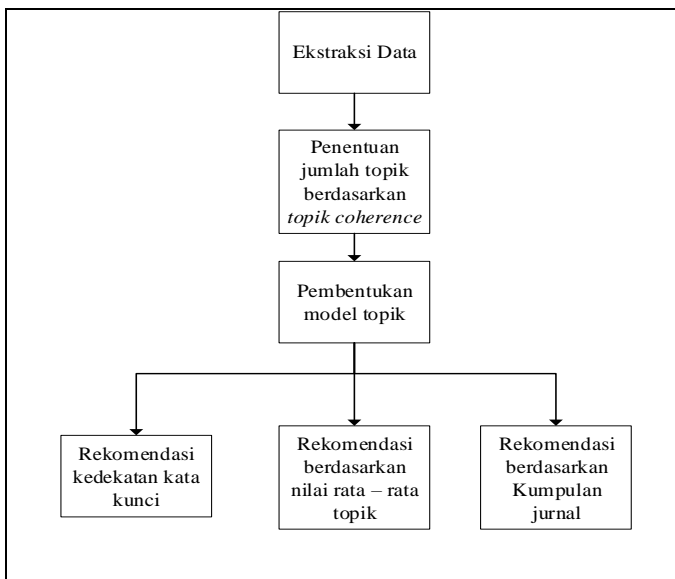 Ekstraksi Data
Penentuan
jumlah topik
berdasarkan
topik coherence
Pembentukan
model topik
Rekomendasi
kedekatan kata
kunci
Rekomendasi
berdasarkan
nilai rata – rata
topik
Rekomendasi
berdasarkan
Kumpulan
jurnal